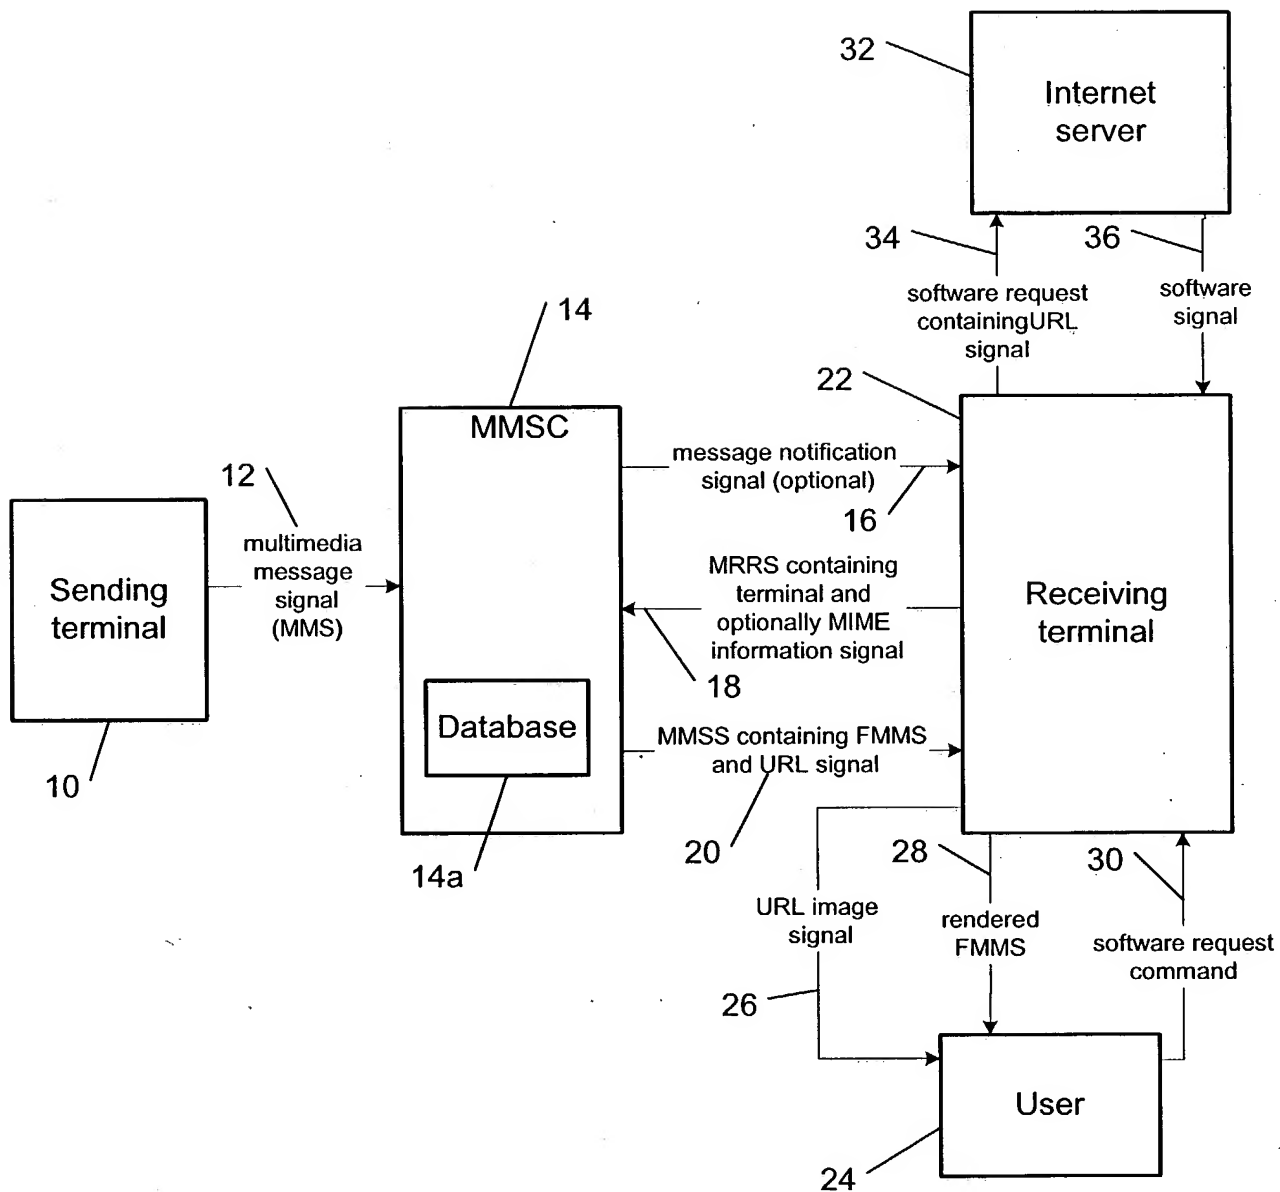 32
Internet
server
34
36
software request
containingURL
signal
software
signal
14
22
MMSC
message notification
signal (optional)
16
12
multimedia
message
signal
(MMS)
Sending
terminal
10
MRRS containing
terminal and
optionally MIME
information signal
18
Receiving
terminal
Database
14a
MMSS containing FMMS
and URL signal
20
28
30
URL image
signal
rendered
FMMS
software request
command
26
User
24